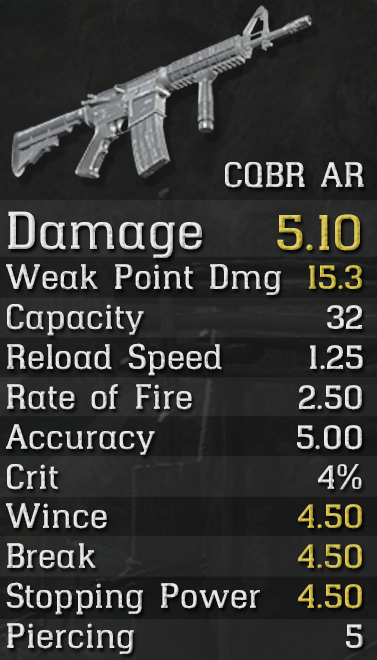 CQBR AR
Damage 5.10
Weak Point Dmg 15.3
Capacity 32
Reload Speed 1.25
Rate of Fire 2.50
Accuracy 5.00
Crit 4%
Wince 4.50
Break 4.50
Stopping Power 4.50
Piercing 5